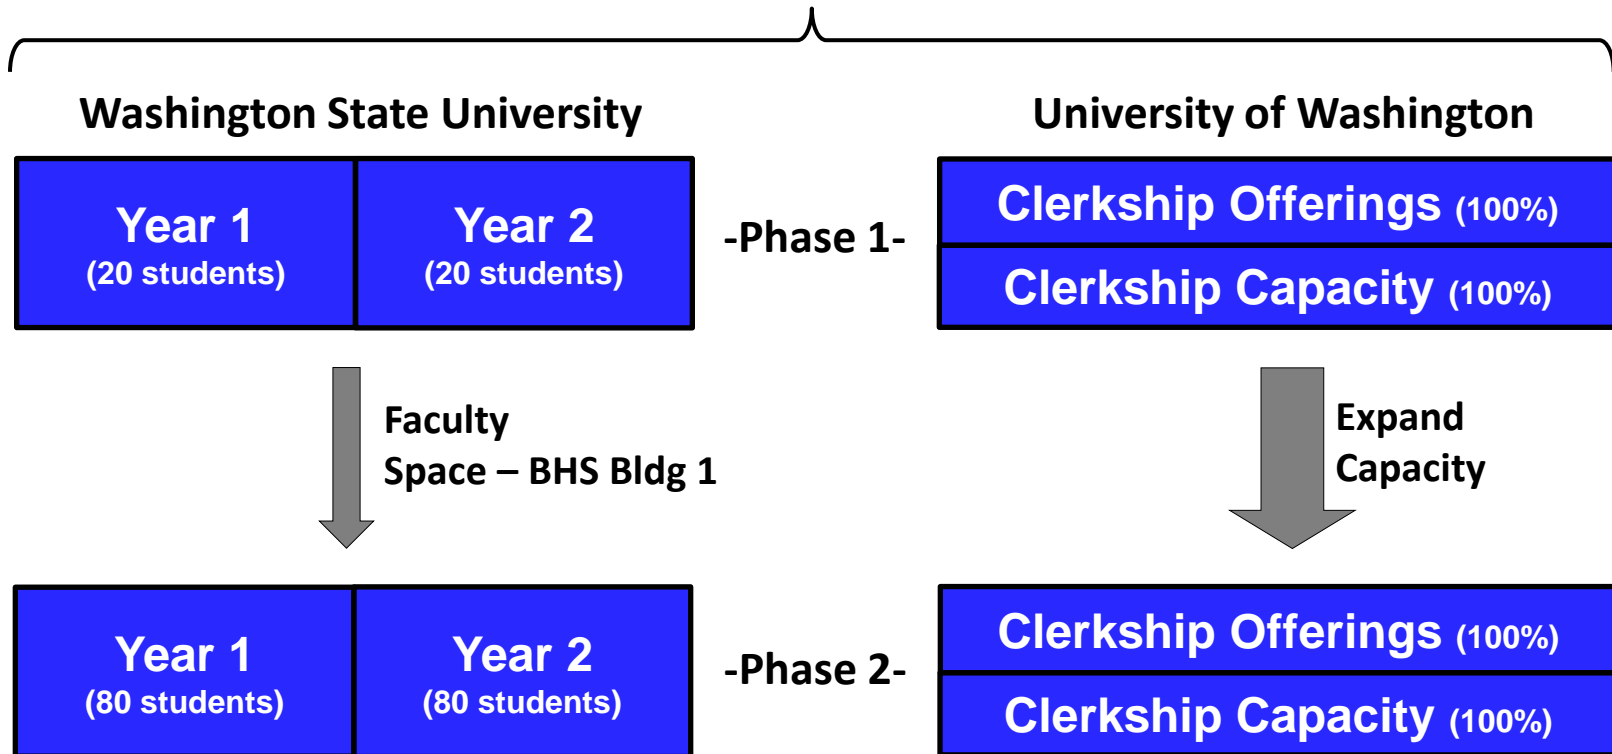 Washington State University
University of Washington
Year 1
(20 students)
Year 2
(20 students)
-Phase 1-
Clerkship Offerings (100%)
Clerkship Capacity (100%)
Faculty
Space – BHS Bldg 1
Expand
Capacity
Year 1
(80 students)
Year 2
(80 students)
-Phase 2-
Clerkship Offerings (100%)
Clerkship Capacity (100%)